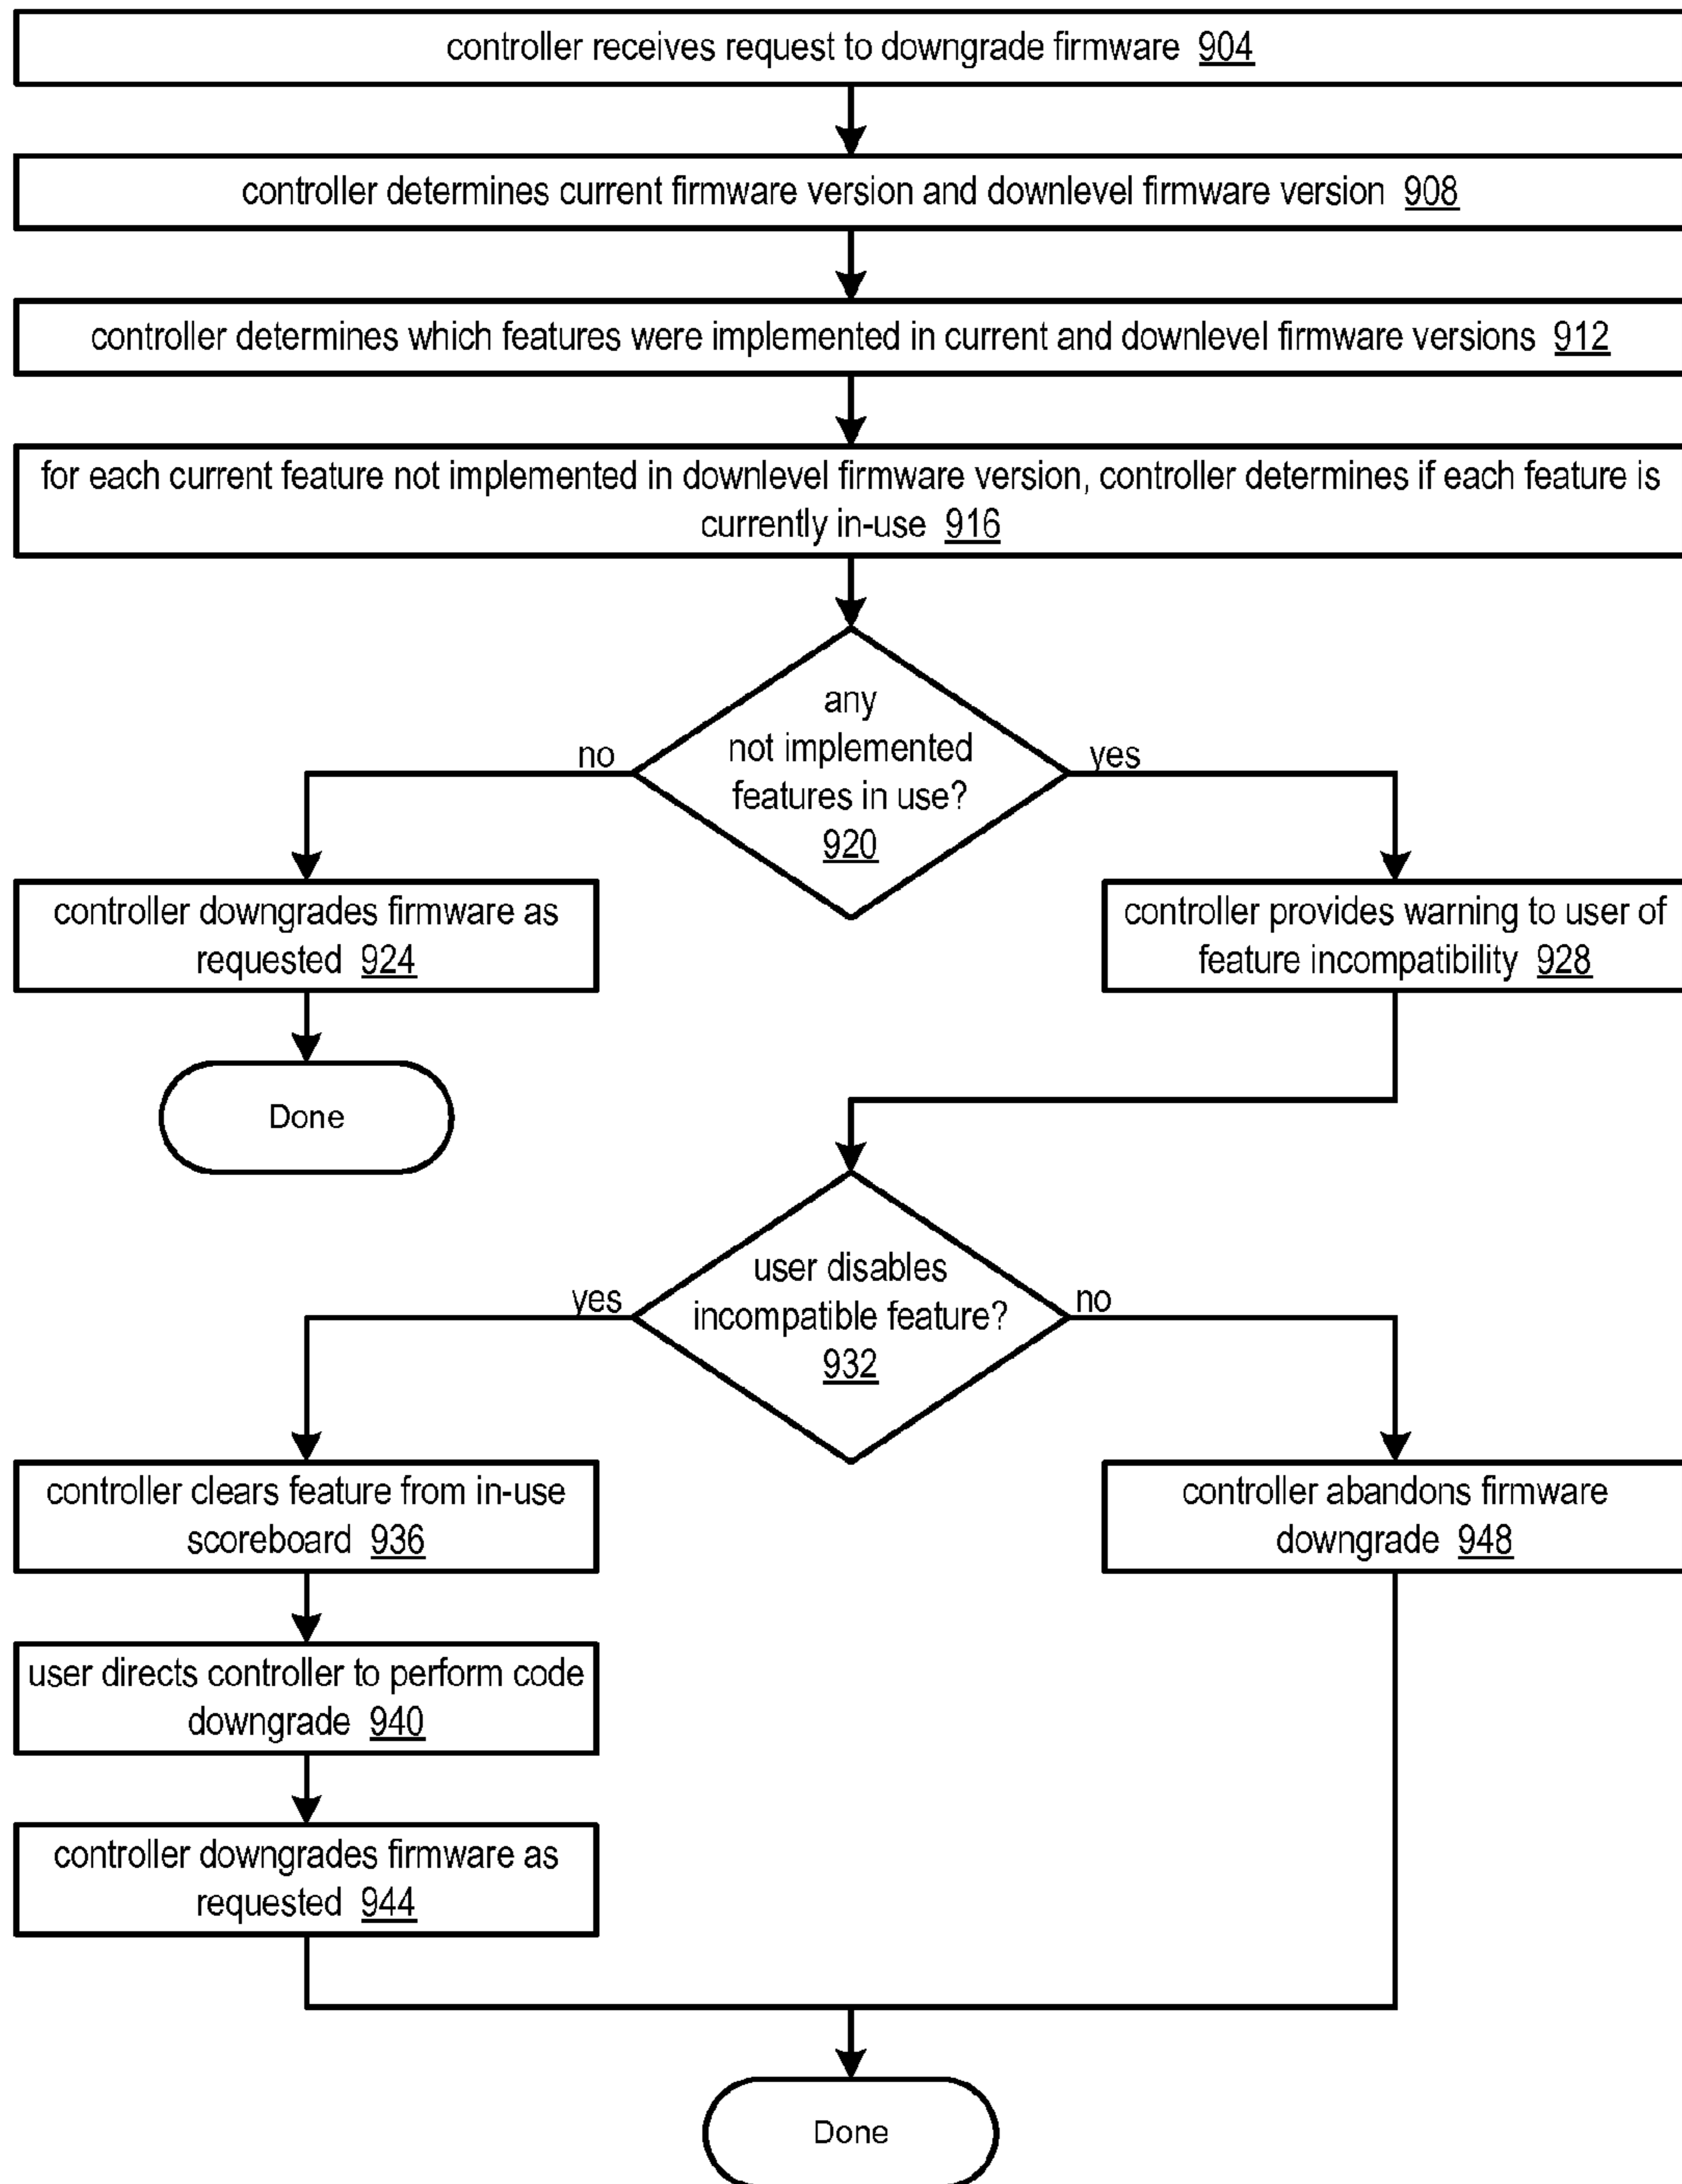 controller receives request to downgrade firmware 904
controller determines current firmware version and downlevel firmware version 908
controller determines which features were implemented in current and downlevel firmware versions 912
for each current feature not implemented in downlevel firmware version, controller determines if each feature is
currently in-use 916
any
not implemented
features in use?
920
no
yes
controller downgrades firmware as
requested 924
controller provides warning to user of
feature incompatibility 928
Done
user disables
incompatible feature?
932
yes
no
controller clears feature from in-use
scoreboard 936
controller abandons firmware
downgrade 948
user directs controller to perform code
downgrade 940
controller downgrades firmware as
requested 944
Done